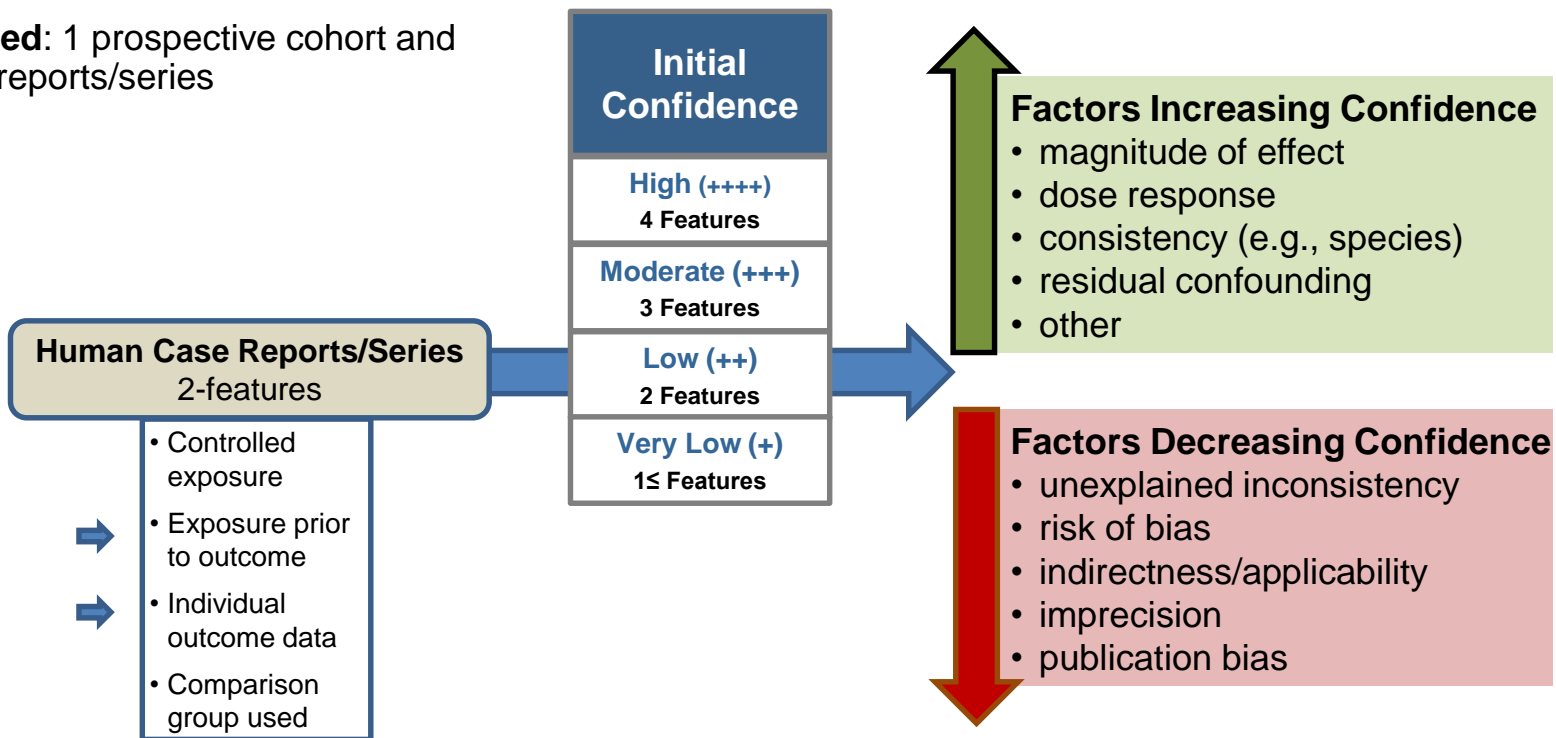 ed: 1 prospective cohort and
reports/series
Initial
Confidence
High (++++)
4 Features
Moderate (+++)
3 Features
Low (++)
2 Features
Very Low (+)
1≤ Features
Human Case Reports/Series
2-features
• Controlled
exposure
• Exposure prior
to outcome
• Individual
outcome data
• Comparison
group used
Factors Increasing Confidence
• magnitude of effect
• dose response
• consistency (e.g., species)
• residual confounding
• other
Factors Decreasing Confidence
• unexplained inconsistency
• risk of bias
• indirectness/applicability
• imprecision
• publication bias